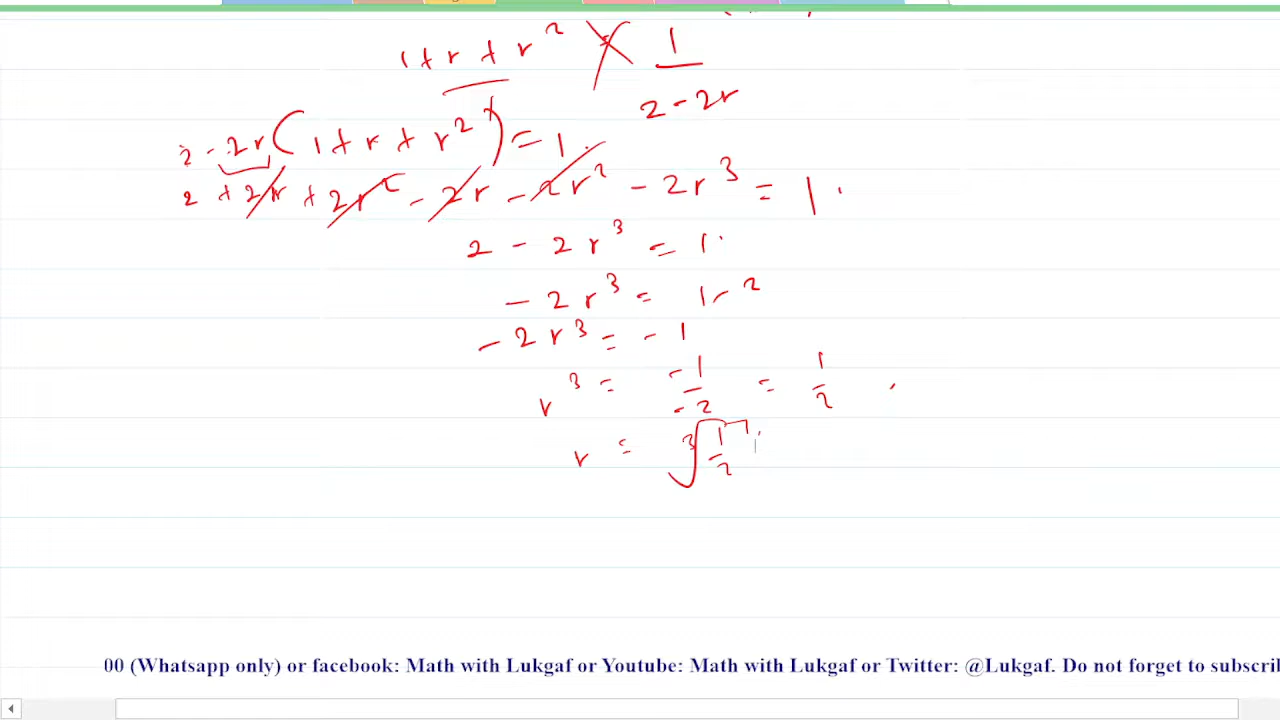 1 + r + r² 1
2 - 2r
2 - 2r(1 + r + r²) = 1.
2 + 2r + 2r² - 2r - 2r² - 2r³ = 1.
2 - 2r³ = 1.
-2r³ = 1 - 2
-2r³ = -1
r³ = -1/-2 = 1/2.
r = ∛1/2
00 (Whatsapp only) or facebook: Math with Lukgaf or Youtube: Math with Lukgaf or Twitter: @Lukgaf. Do not forget to subscri